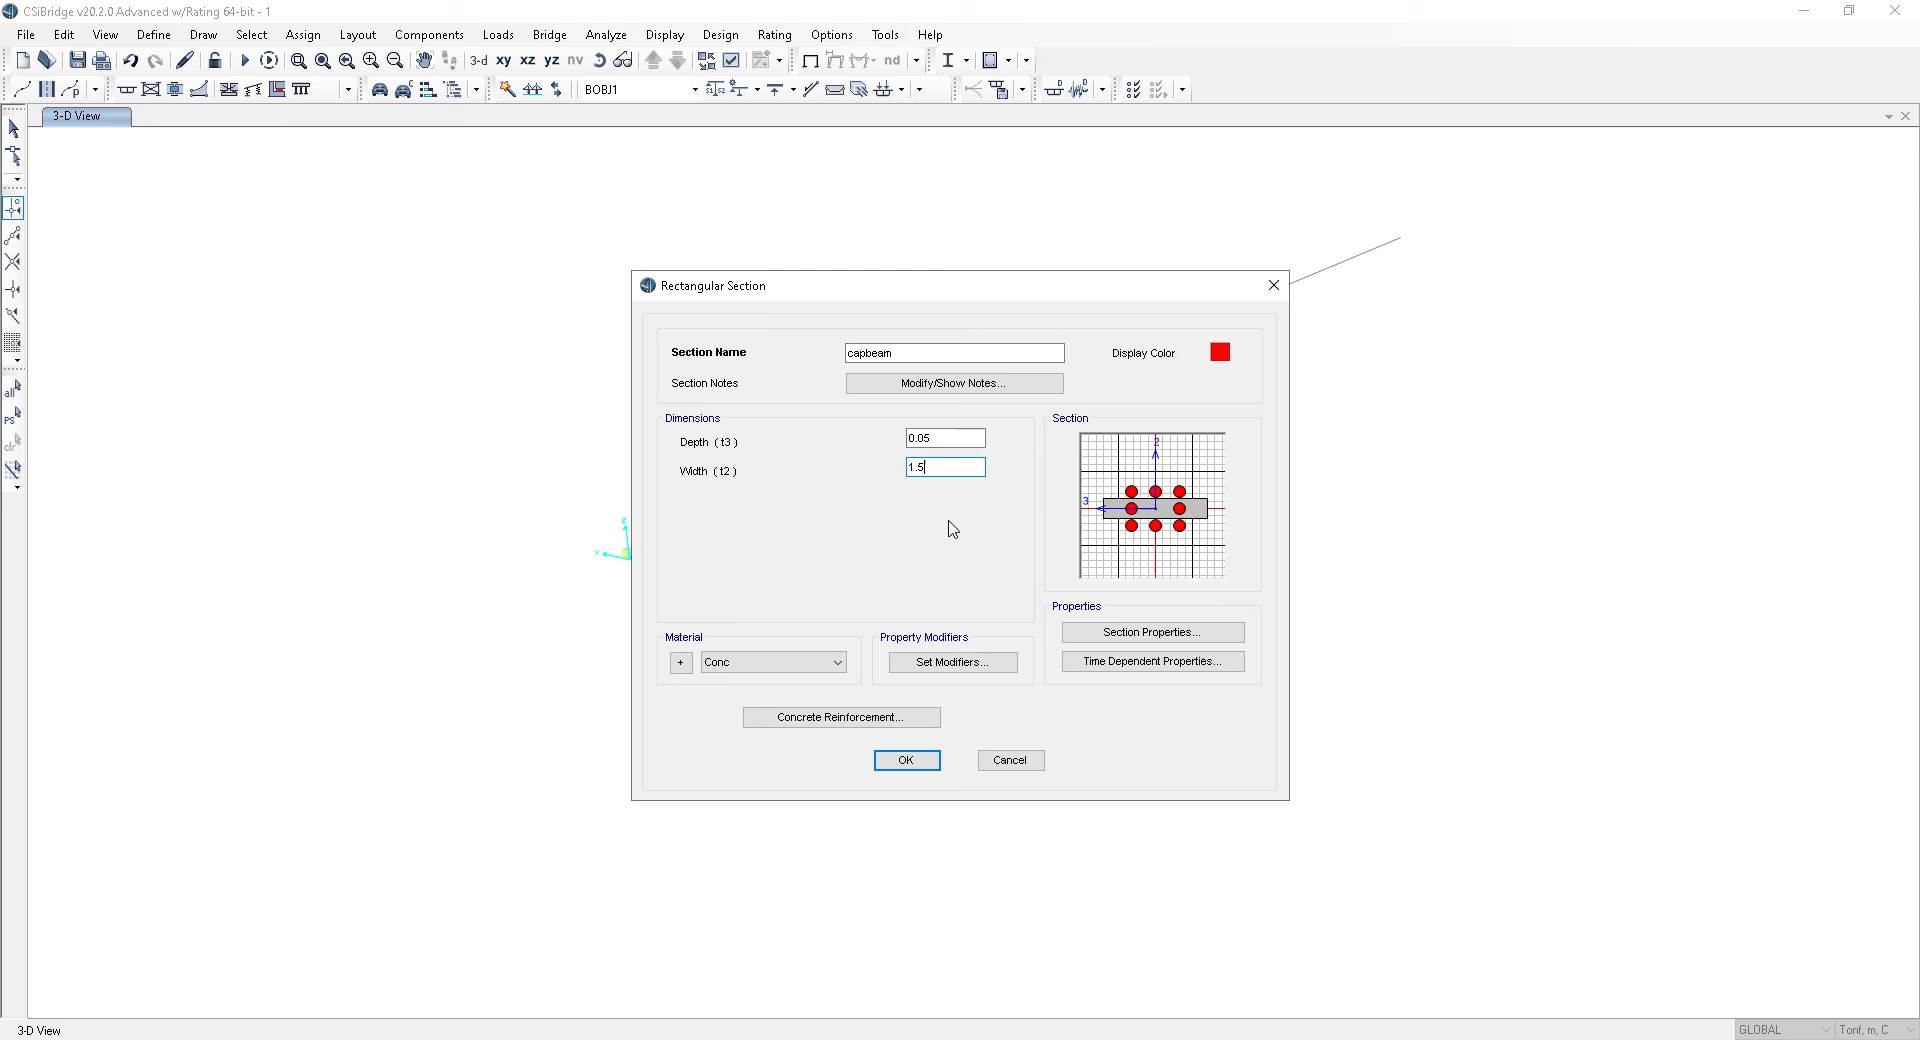 CSiBridge v20.2.0 Advanced w/Rating 64-bit - 1
File Edit View Define Draw Select Assign Layout Components Loads Bridge Analyze Display Design Rating Options Tools Help
3-d xy xz yz nv nd
BOBJ1
3-D View
Rectangular Section
Section Name capbeam Display Color
Section Notes Modify/Show Notes...
Dimensions
Depth ( t3 ) 0.05
Width ( t2 ) 1.5
Section
2
3
Properties
Section Properties...
Time Dependent Properties...
Material
+ Conc
Property Modifiers
Set Modifiers...
Concrete Reinforcement...
OK Cancel
Z
Y
all
PS
clr
3-D View
GLOBAL Tonf, m, C